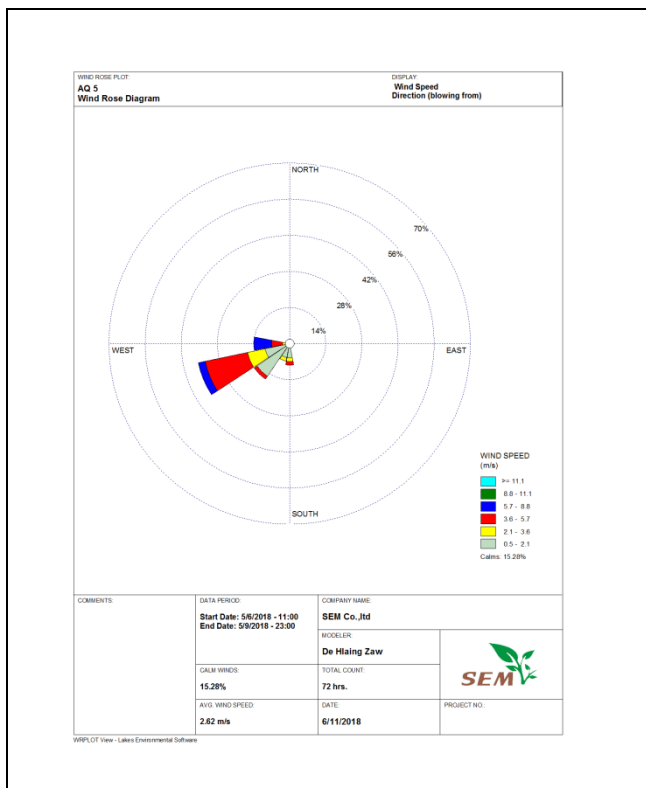 WIND ROSE PLOT:
AQ 5
Wind Rose Diagram
DISPLAY:
Wind Speed
Direction (blowing from)
NORTH
70%
56%
42%
28%
14%
WEST
EAST
SOUTH
WIND SPEED
(m/s)
>= 11.1
8.8 - 11.1
5.7 - 8.8
3.6 - 5.7
2.1 - 3.6
0.5 - 2.1
Calms: 15.28%
COMMENTS:
DATA PERIOD:
Start Date: 5/6/2018 - 11:00
End Date: 5/9/2018 - 23:00
COMPANY NAME:
SEM Co.,ltd
MODELER:
De Hlaing Zaw
CALM WINDS:
15.28%
TOTAL COUNT:
72 hrs.
SEM
AVG. WIND SPEED:
2.62 m/s
DATE:
6/11/2018
PROJECT NO.:
WRPLOT View - Lakes Environmental Software